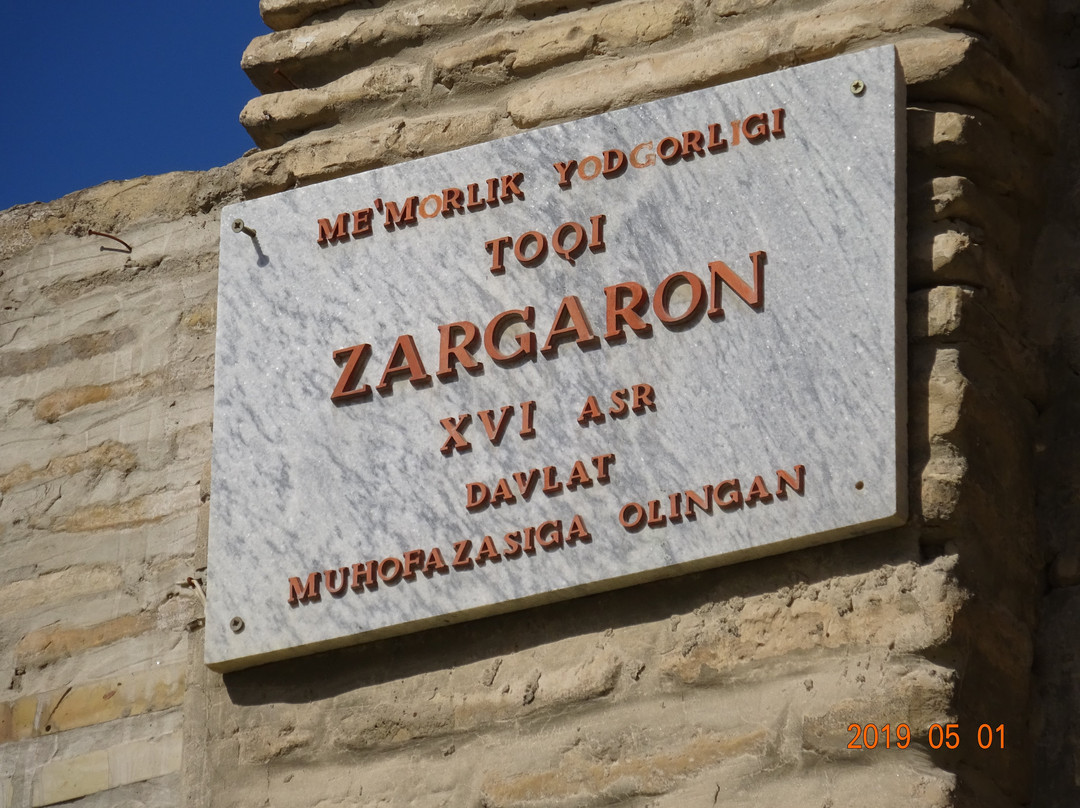 ME'MORLIK YODGORLIGI
TOQI
ZARGARON
XVI ASR
DAVLAT
MUHOFAZASIGA OLINGAN
2019 05 01